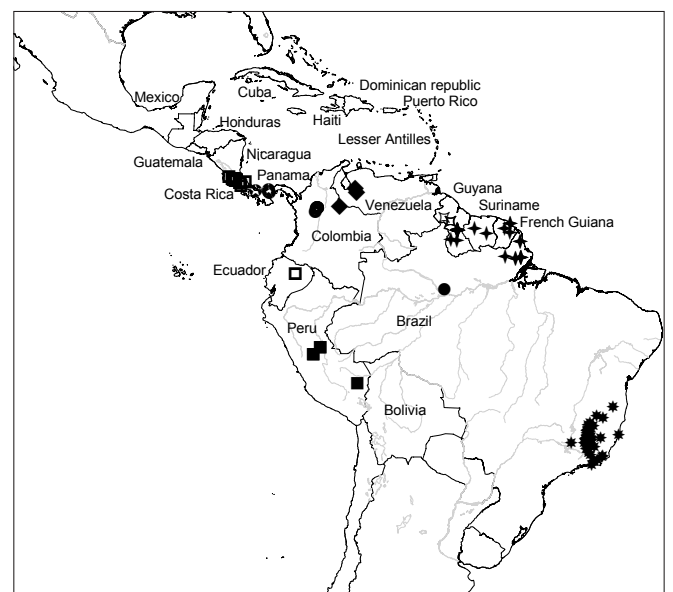 Dominican republic
Mexico
Cuba
Puerto Rico
Haiti
Honduras
Lesser Antilles
Nicaragua
Guatemala
Panama
Costa Rica
Guyana
Venezuela
Suriname
French Guiana
Colombia
Ecuador
Peru
Brazil
Bolivia